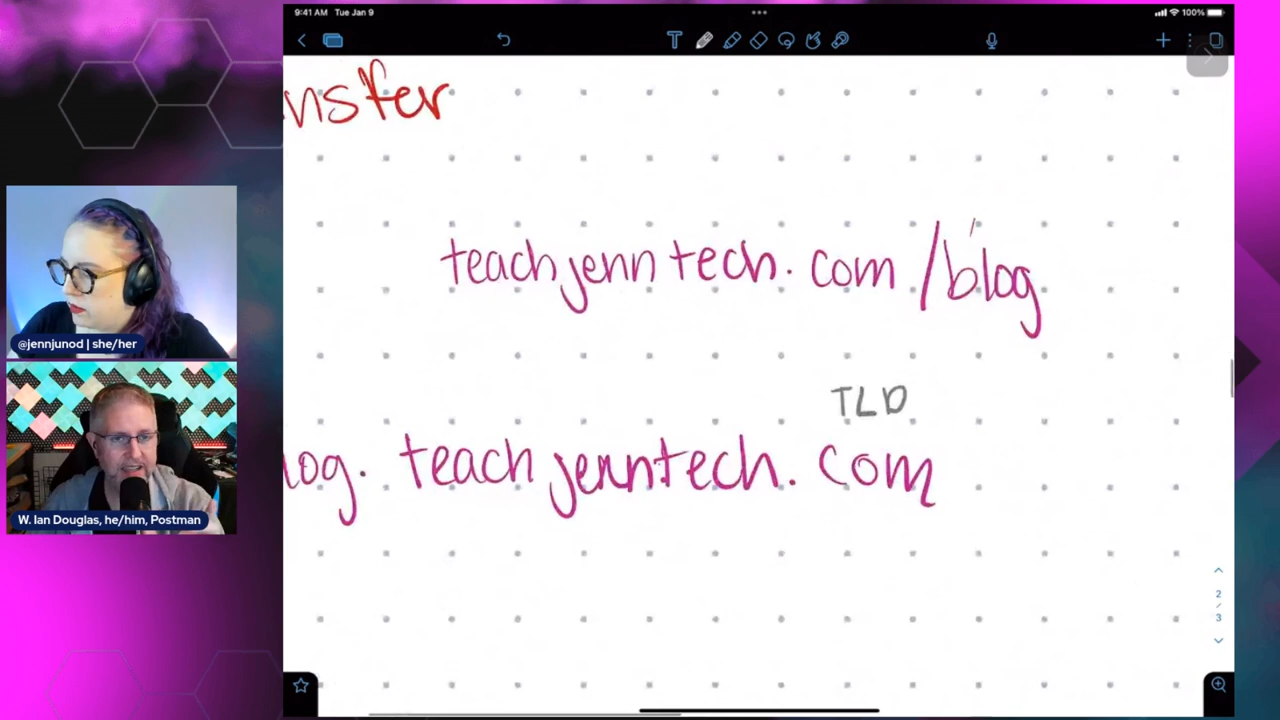 9:41 AM Tue Jan 9
100%
nsfer
teachjenntech.com/blog
TLD
log. teachjenntech.com
@jennjunod | she/her
W. Ian Douglas, he/him, Postman
2
/
3